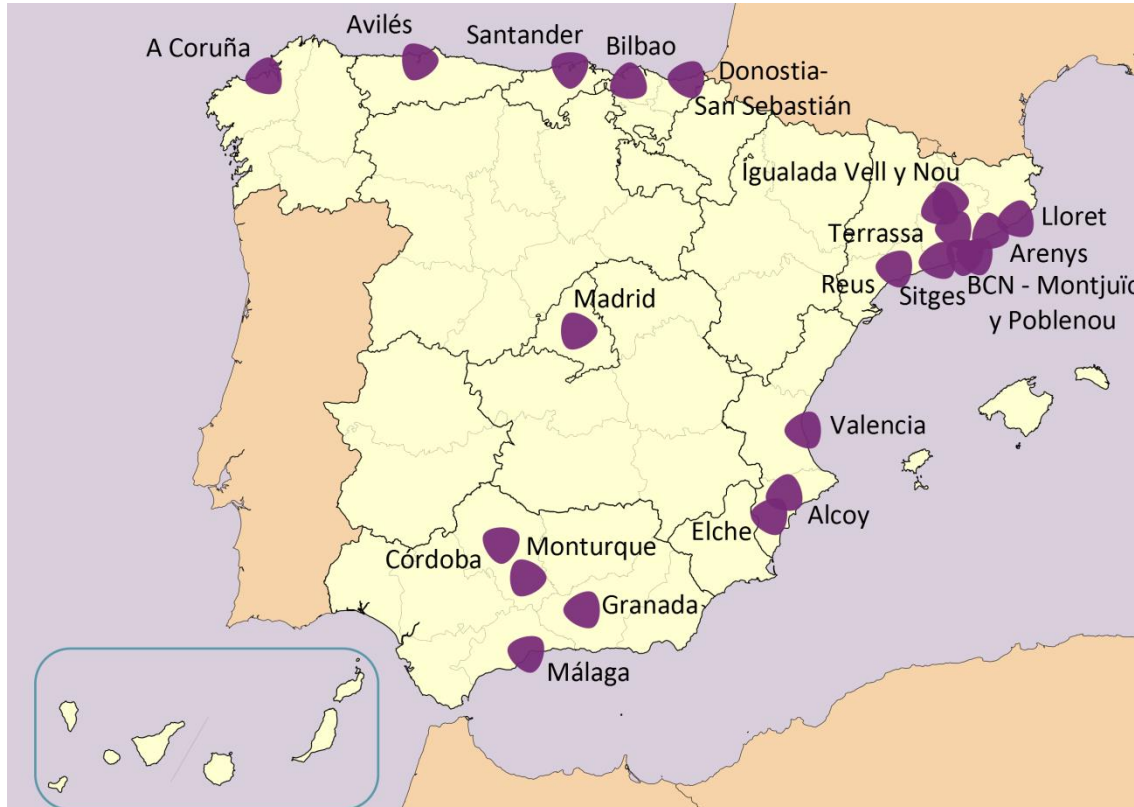 A Coruña
Avilés
Santander
Bilbao
Donostia-
San Sebastián
Igualada Vell y Nou
Terrassa
Lloret
Arenys
Reus
Sitges
BCN - Montjuïc
y Poblenou
Madrid
Valencia
Elche
Alcoy
Córdoba
Monturque
Granada
Málaga